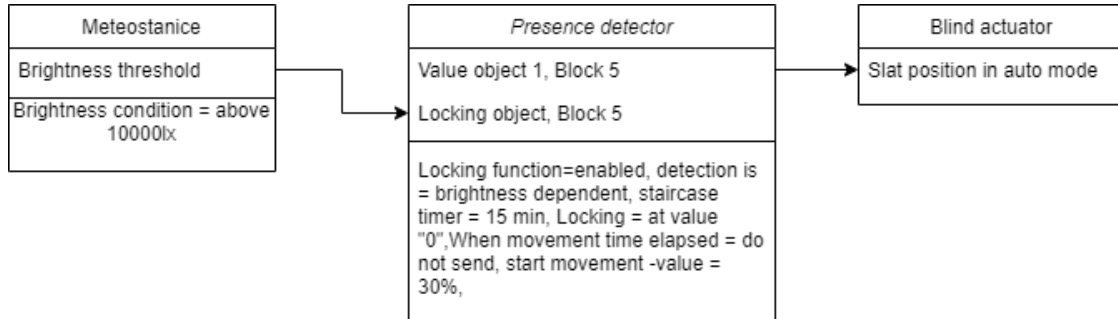 Meteostanice
Brightness threshold
Brightness condition = above
10000lx
Presence detector
Value object 1, Block 5
Locking object, Block 5
Locking function=enabled, detection is
= brightness dependent, staircase
timer = 15 min, Locking = at value
"0",When movement time elapsed = do
not send, start movement -value =
30%,
Blind actuator
Slat position in auto mode